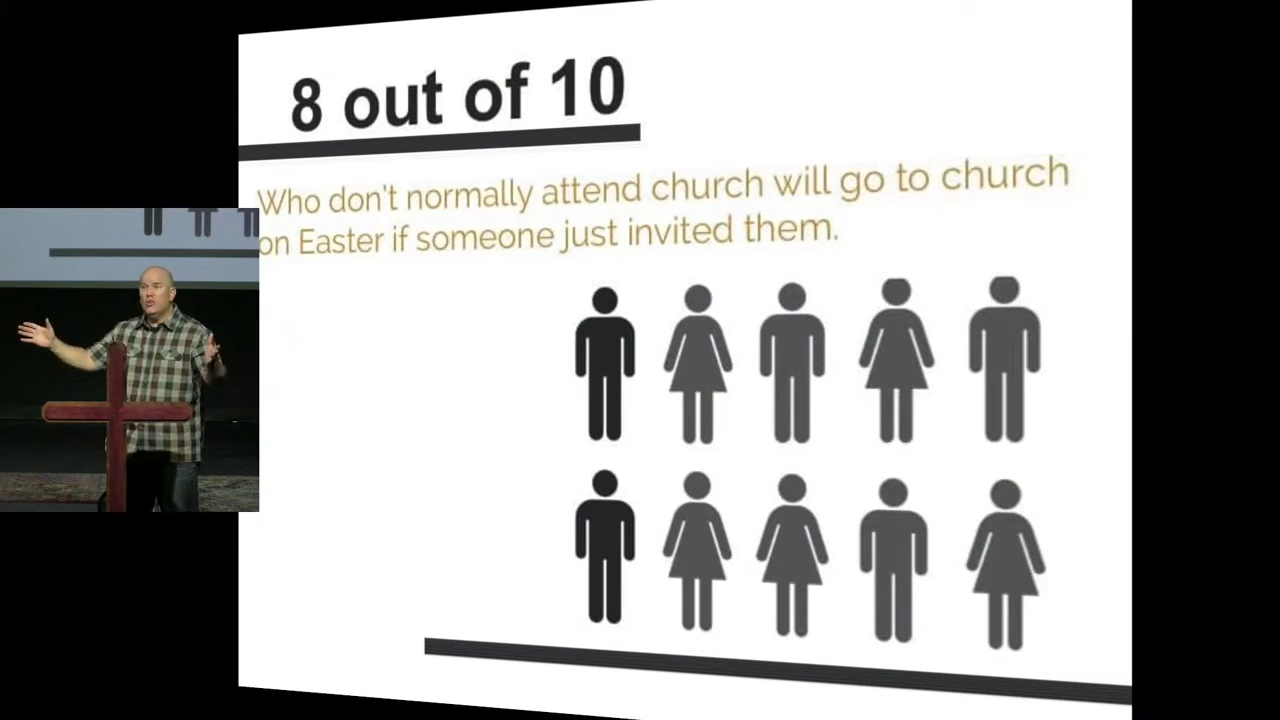 8 out of 10
Who don't normally attend church will go to church
on Easter if someone just invited them.